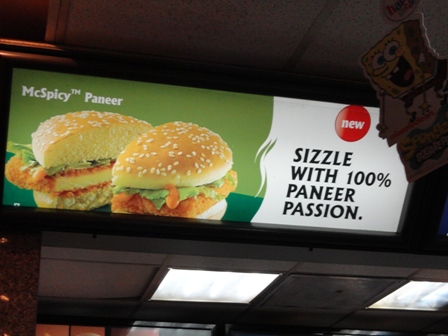 McSpicy™ Paneer
new
SIZZLE
WITH 100%
PANEER
PASSION.